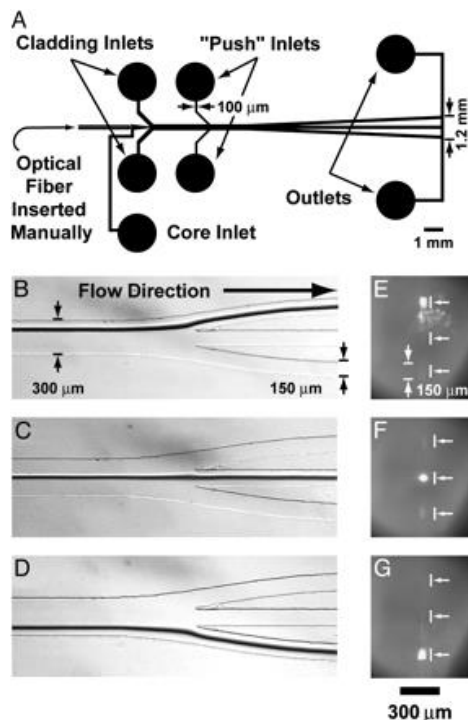 A
Cladding Inlets
"Push" Inlets
100 μm
1.2 mm
Optical
Fiber
Inserted
Manually
Core Inlet
Outlets
1 mm
B
Flow Direction
300 μm
150 μm
E
150 μm
C
F
D
G
300 μm